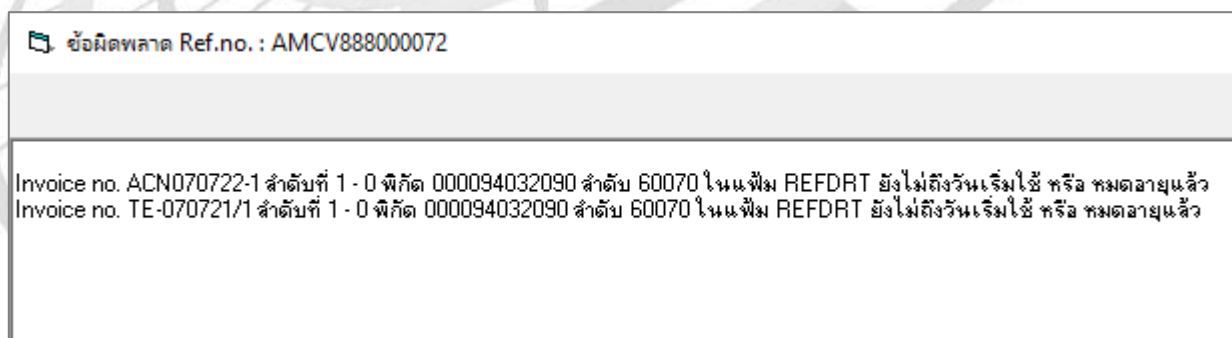 ข้อผิดพลาด Ref.no. : AMCV888000072
Invoice no. ACN070722-1 ลำดับที่ 1 - 0 พิกัด 000094032090 ลำดับ 60070 ในแฟ้ม REFDRT ยังไม่ถึงวันเริ่มใช้ หรือ หมดอายุแล้ว
Invoice no. TE-070721/1 ลำดับที่ 1 - 0 พิกัด 000094032090 ลำดับ 60070 ในแฟ้ม REFDRT ยังไม่ถึงวันเริ่มใช้ หรือ หมดอายุแล้ว